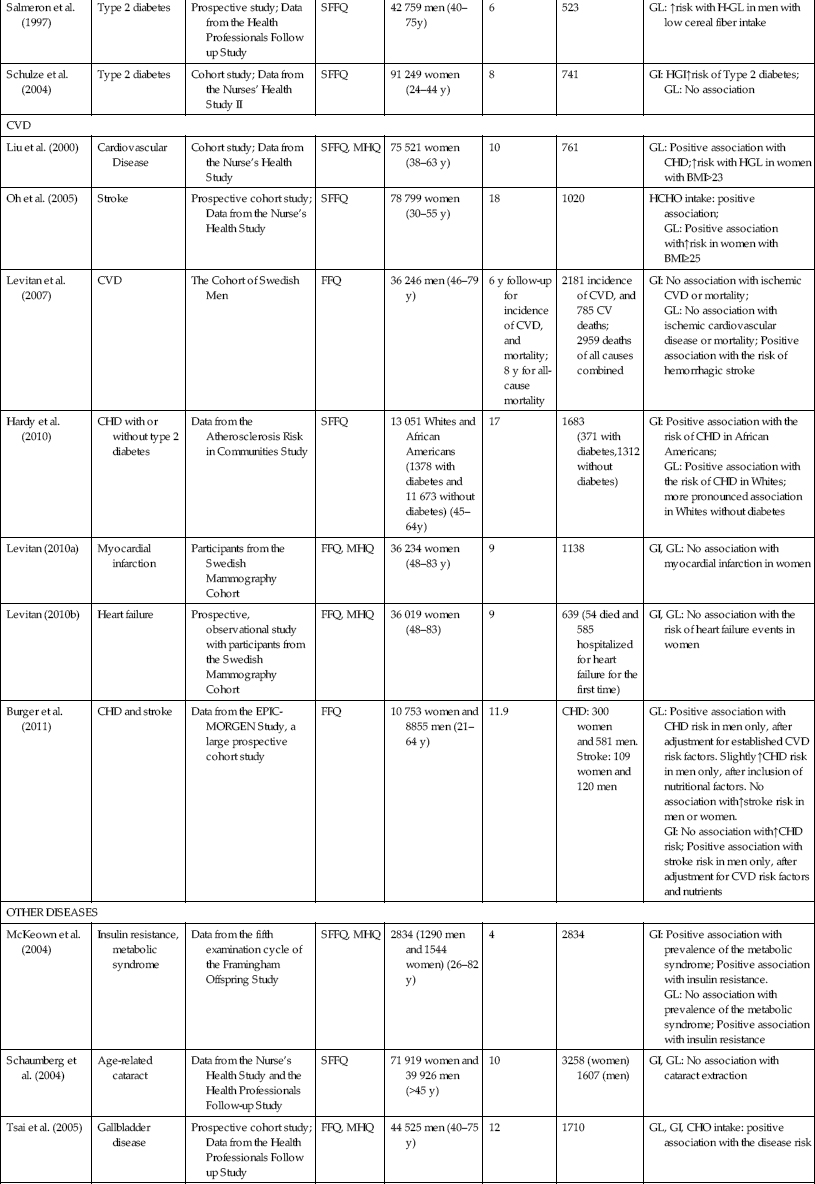 Salmeron et al. (1997) | Type 2 diabetes | Prospective study; Data from the Health Professionals Follow up Study | SFFQ | 42 759 men (40–75y) | 6 | 523 | GL: ↑risk with H-GL in men with low cereal fiber intake
Schulze et al. (2004) | Type 2 diabetes | Cohort study; Data from the Nurses’ Health Study II | SFFQ | 91 249 women (24–44 y) | 8 | 741 | GI: HGI↑risk of Type 2 diabetes; GL: No association
CVD
Liu et al. (2000) | Cardiovascular Disease | Cohort study; Data from the Nurse’s Health Study | SFFQ, MHQ | 75 521 women (38–63 y) | 10 | 761 | GL: Positive association with CHD;↑risk with HGL in women with BMI>23
Oh et al. (2005) | Stroke | Prospective cohort study; Data from the Nurse’s Health Study | SFFQ | 78 799 women (30–55 y) | 18 | 1020 | HCHO intake: positive association; GL: Positive association with↑risk in women with BMI≥25
Levitan et al. (2007) | CVD | The Cohort of Swedish Men | FFQ | 36 246 men (46–79 y) | 6 y follow-up for incidence of CVD, and mortality; 8 y for all-cause mortality | 2181 incidence of CVD, and 785 CV deaths; 2959 deaths of all causes combined | GI: No association with ischemic CVD or mortality; GL: No association with ischemic cardiovascular disease or mortality; Positive association with the risk of hemorrhagic stroke
Hardy et al. (2010) | CHD with or without type 2 diabetes | Data from the Atherosclerosis Risk in Communities Study | SFFQ | 13 051 Whites and African Americans (1378 with diabetes and 11 673 without diabetes) (45–64y) | 17 | 1683 (371 with diabetes,1312 without diabetes) | GI: Positive association with the risk of CHD in African Americans; GL: Positive association with the risk of CHD in Whites; more pronounced association in Whites without diabetes
Levitan (2010a) | Myocardial infarction | Participants from the Swedish Mammography Cohort | FFQ, MHQ | 36 234 women (48–83 y) | 9 | 1138 | GI, GL: No association with myocardial infarction in women
Levitan (2010b) | Heart failure | Prospective, observational study with participants from the Swedish Mammography Cohort | FFQ, MHQ | 36 019 women (48–83) | 9 | 639 (54 died and 585 hospitalized for heart failure for the first time) | GI, GL: No association with the risk of heart failure events in women
Burger et al. (2011) | CHD and stroke | Data from the EPIC-MORGEN Study, a large prospective cohort study | FFQ | 10 753 women and 8855 men (21–64 y) | 11.9 | CHD: 300 women and 581 men. Stroke: 109 women and 120 men | GL: Positive association with CHD risk in men only, after adjustment for established CVD risk factors. Slightly ↑CHD risk in men only, after inclusion of nutritional factors. No association with↑stroke risk in men or women. GI: No association with↑CHD risk; Positive association with stroke risk in men only, after adjustment for CVD risk factors and nutrients
OTHER DISEASES
McKeown et al. (2004) | Insulin resistance, metabolic syndrome | Data from the fifth examination cycle of the Framingham Offspring Study | SFFQ, MHQ | 2834 (1290 men and 1544 women) (26–82 y) | 4 | 2834 | GI: Positive association with prevalence of the metabolic syndrome; Positive association with insulin resistance. GL: No association with prevalence of the metabolic syndrome; Positive association with insulin resistance
Schaumberg et al. (2004) | Age-related cataract | Data from the Nurse’s Health Study and the Health Professionals Follow-up Study | SFFQ | 71 919 women and 39 926 men (>45 y) | 10 | 3258 (women) 1607 (men) | GI, GL: No association with cataract extraction
Tsai et al. (2005) | Gallbladder disease | Prospective cohort study; Data from the Health Professionals Follow up Study | FFQ, MHQ | 44 525 men (40–75 y) | 12 | 1710 | GL, GI, CHO intake: positive association with the disease risk